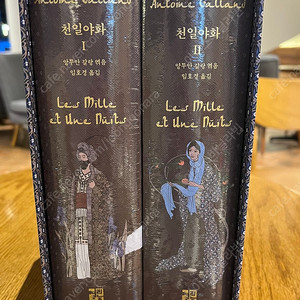 Antoine Galland
천일야화
I
앙투안 갈랑 엮음
임호경 옮김
Les Mille
et Une Nuits
Antoine Galland
천일야화
II
앙투안 갈랑 엮음
임호경 옮김
Les Mille
et Une Nuits